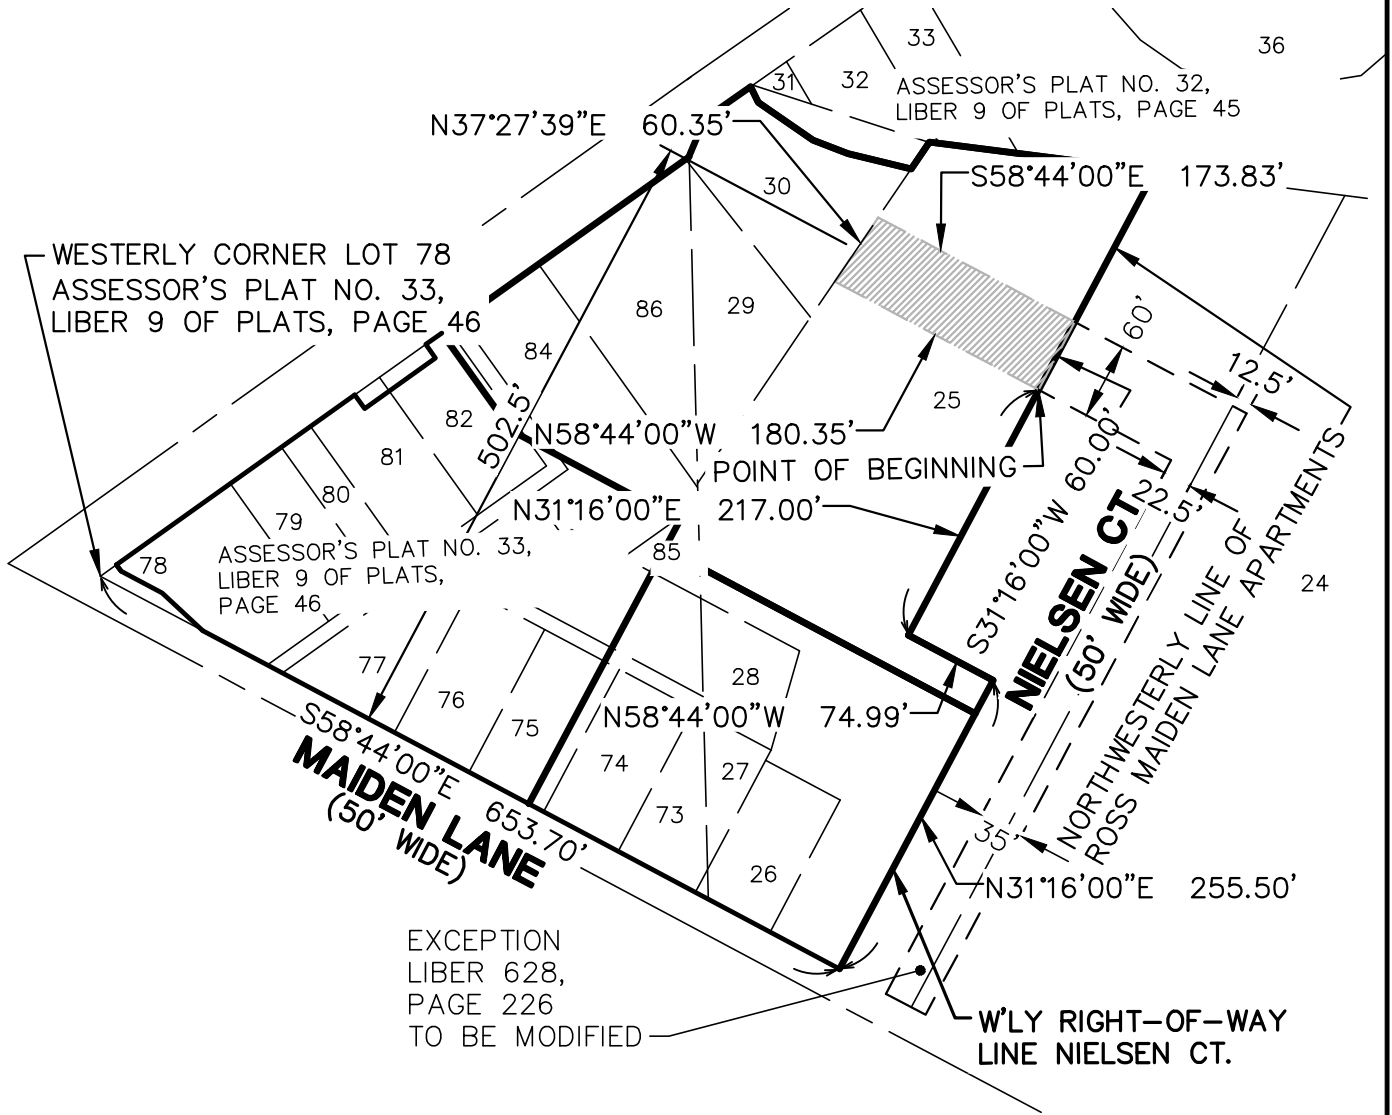 33
36
31
32
ASSESSOR'S PLAT NO. 32,
LIBER 9 OF PLATS, PAGE 45
N37°27'39"E 60.35'
S58°44'00"E 173.83'
30
WESTERLY CORNER LOT 78
ASSESSOR'S PLAT NO. 33,
LIBER 9 OF PLATS, PAGE 46
86
29
60'
84
12.5'
25
82
502.5'
N58°44'00"W 180.35'
81
POINT OF BEGINNING
80
N31°16'00"E 217.00'
22.5'
79
ASSESSOR'S PLAT NO. 33,
LIBER 9 OF PLATS,
PAGE 46
78
85
S31°16'00"W 60.00'
NIELSEN CT
(50' WIDE)
NORTHWESTERLY LINE OF
ROSS MAIDEN LANE APARTMENTS
24
77
76
75
28
N58°44'00"W 74.99'
S58°44'00"E 653.70'
MAIDEN LANE
(50' WIDE)
74
27
73
35'
26
N31°16'00"E 255.50'
EXCEPTION
LIBER 628,
PAGE 226
TO BE MODIFIED
W'LY RIGHT-OF-WAY
LINE NIELSEN CT.